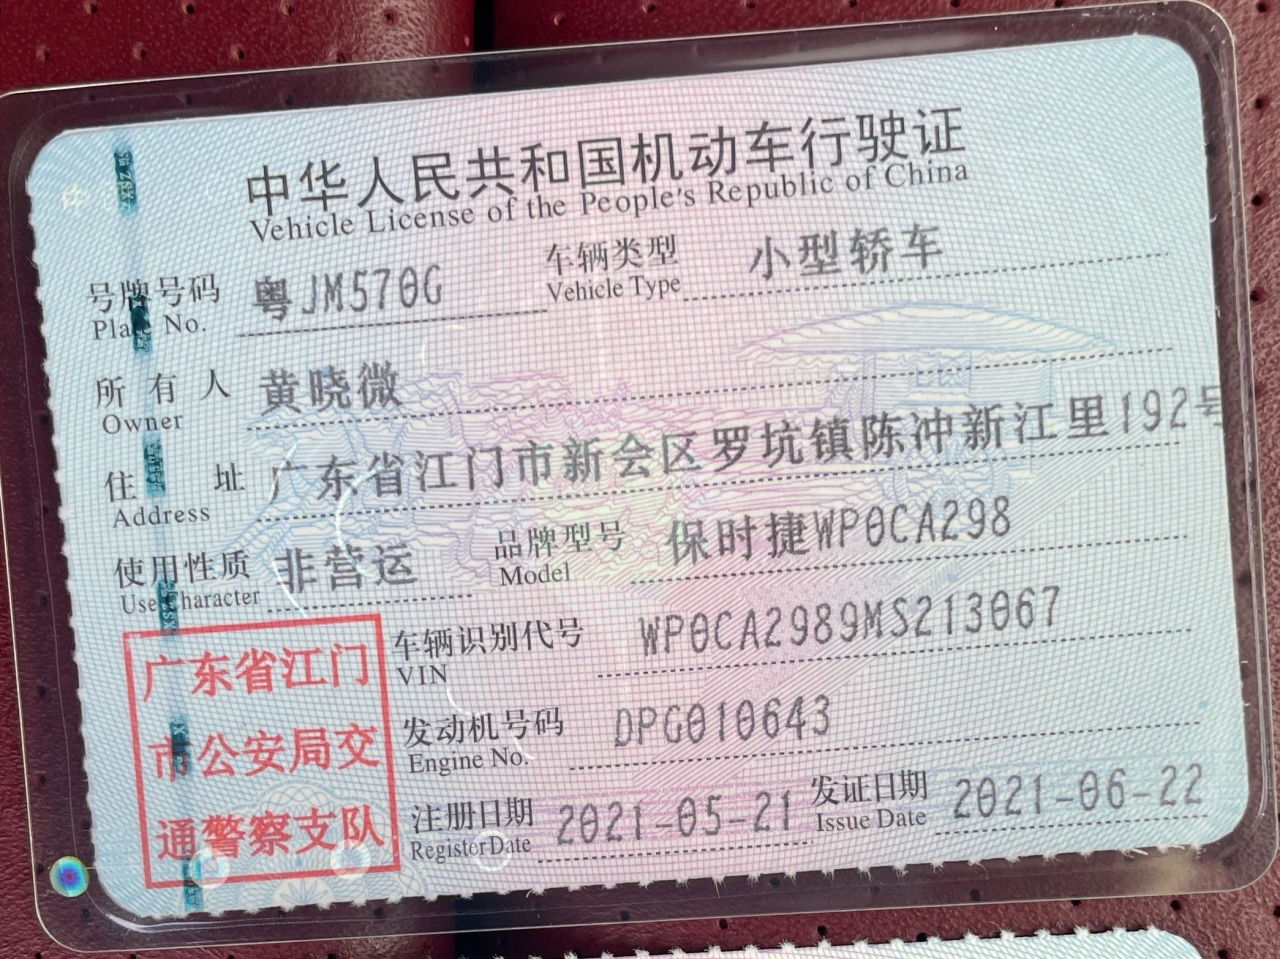 中华人民共和国机动车行驶证
Vehicle License of the People's Republic of China
号牌号码 粤JM570G 车辆类型 小型轿车
Plate No. Vehicle Type
所有人 黄晓微
Owner
住址 广东省江门市新会区罗坑镇陈冲新江里192号
Address
使用性质 非营运 品牌型号 保时捷WP0CA298
Use Character Model
车辆识别代号 WP0CA2989MS213067
VIN
发动机号码 DPG010643
Engine No.
注册日期 2021-05-21 发证日期 2021-06-22
Register Date Issue Date
广东省江门
市公安局交
通警察支队